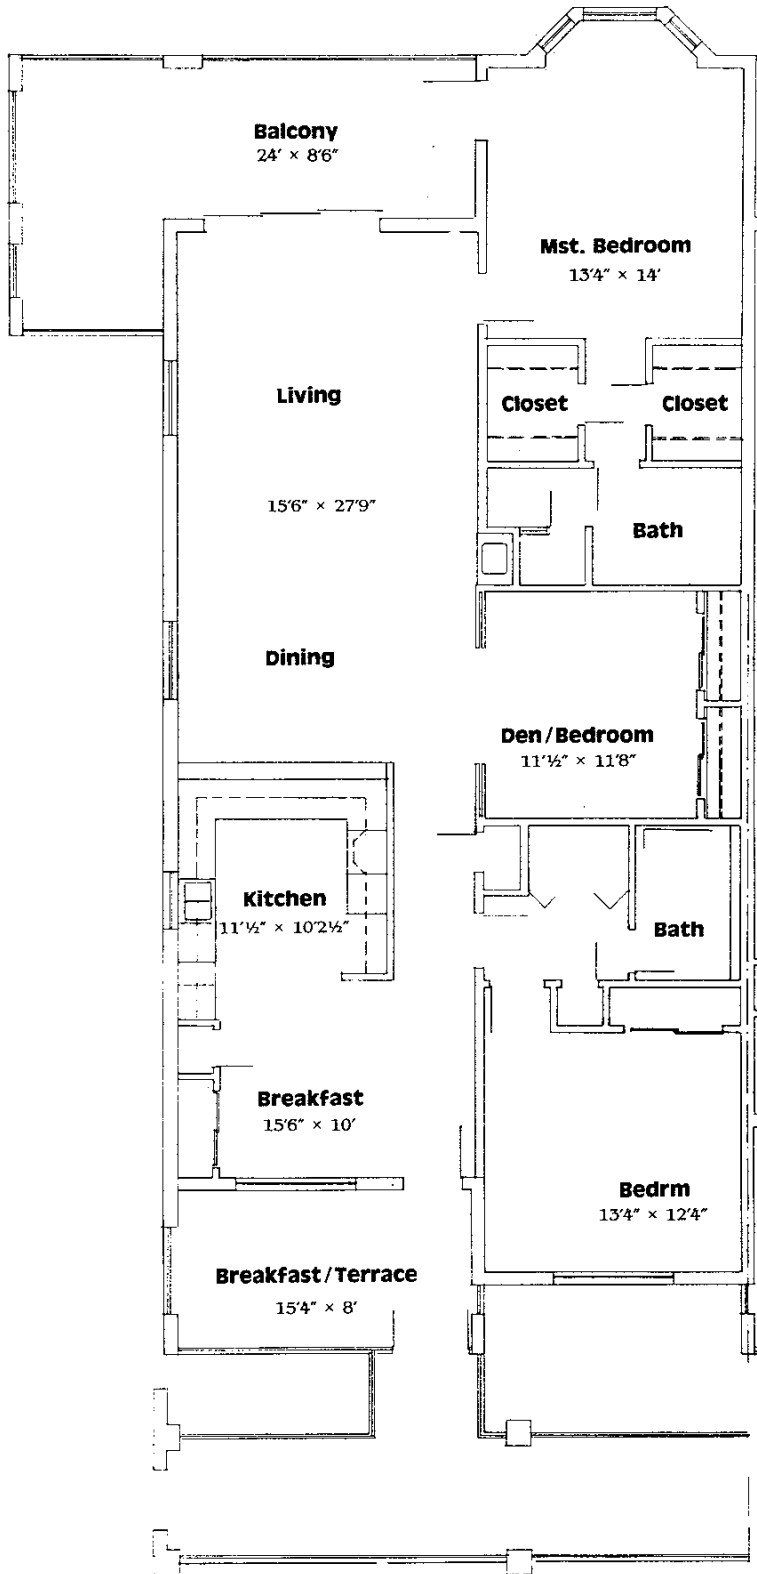 Balcony
24' × 8'6"
Mst. Bedroom
13'4" × 14'
Living
Closet
Closet
15'6" × 27'9"
Bath
Dining
Den/Bedroom
11'½" × 11'8"
Kitchen
11'½" × 10'2½"
Bath
Breakfast
15'6" × 10'
Bedrm
13'4" × 12'4"
Breakfast/Terrace
15'4" × 8'